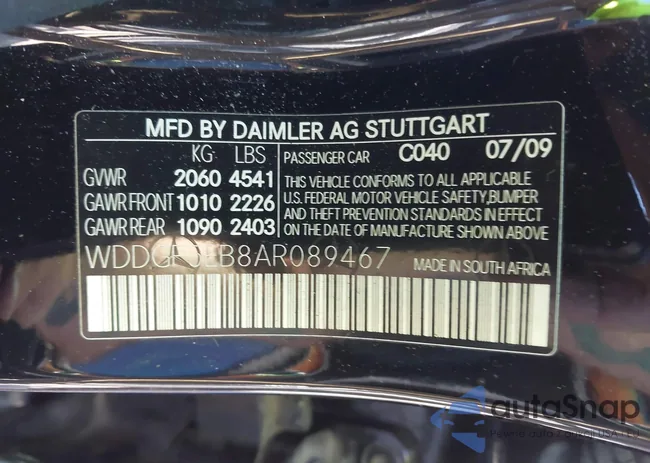 MFD BY DAIMLER AG STUTTGART
KG LBS PASSENGER CAR C040 07/09
GVWR 2060 4541
GAWR FRONT 1010 2226
GAWR REAR 1090 2403
THIS VEHICLE CONFORMS TO ALL APPLICABLE
U.S. FEDERAL MOTOR VEHICLE SAFETY,BUMPER
AND THEFT PREVENTION STANDARDS IN EFFECT
ON THE DATE OF MANUFACTURE SHOWN ABOVE
MADE IN SOUTH AFRICA
autoSnap